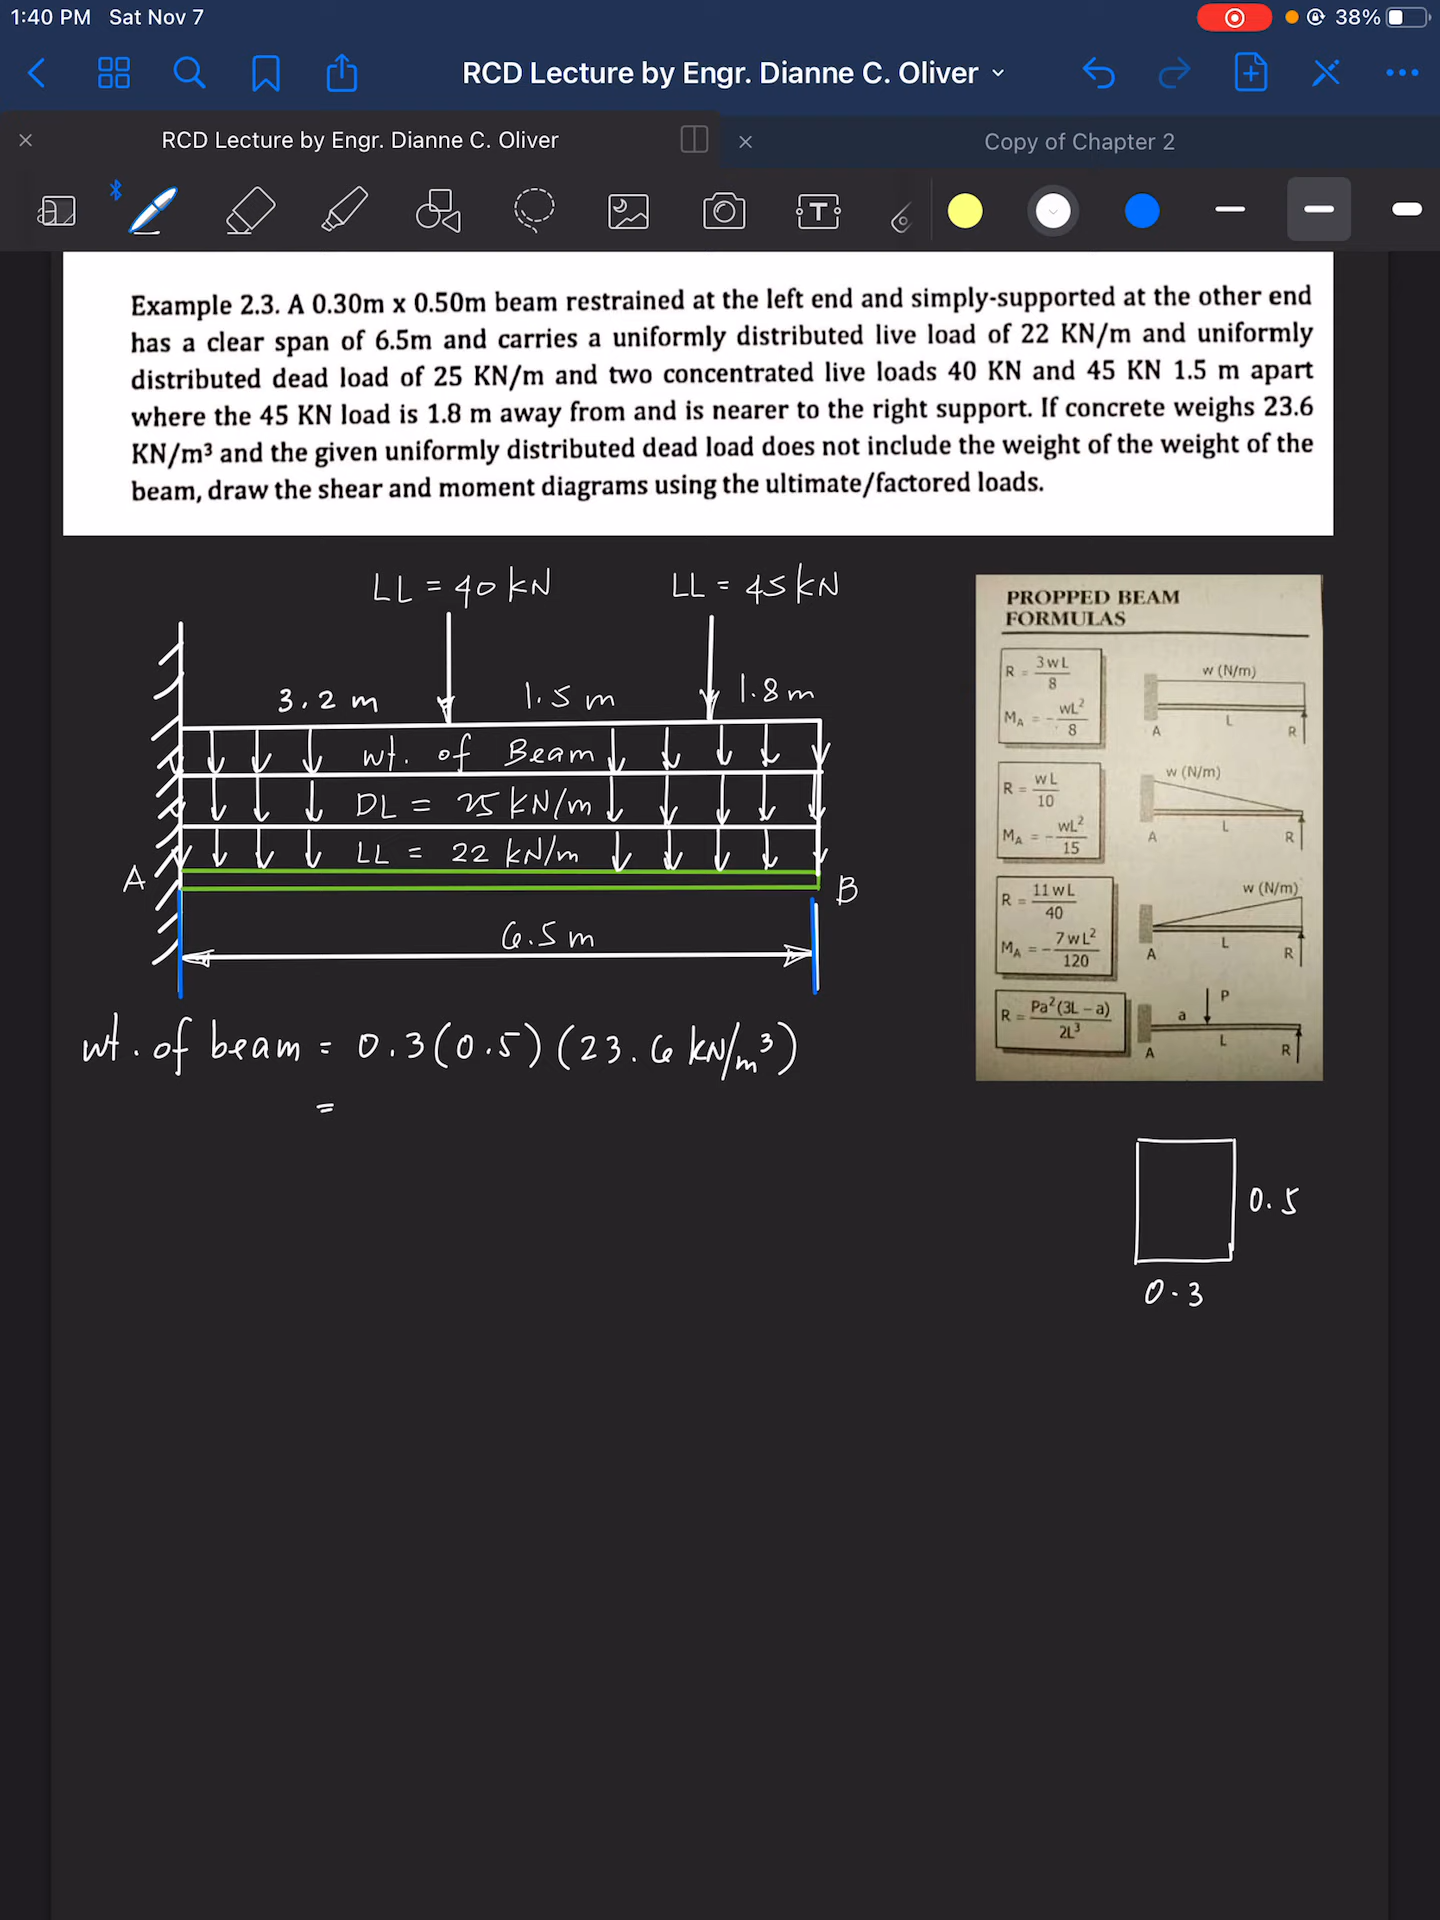 1:40 PM Sat Nov 7
38%
RCD Lecture by Engr. Dianne C. Oliver
RCD Lecture by Engr. Dianne C. Oliver
Copy of Chapter 2
Example 2.3. A 0.30m x 0.50m beam restrained at the left end and simply-supported at the other end
has a clear span of 6.5m and carries a uniformly distributed live load of 22 KN/m and uniformly
distributed dead load of 25 KN/m and two concentrated live loads 40 KN and 45 KN 1.5 m apart
where the 45 KN load is 1.8 m away from and is nearer to the right support. If concrete weighs 23.6
KN/m³ and the given uniformly distributed dead load does not include the weight of the weight of the
beam, draw the shear and moment diagrams using the ultimate/factored loads.
LL = 40 kN
LL = 45 kN
3.2 m
1.5 m
1.8 m
wt. of Beam
DL = 25 kN/m
LL = 22 kN/m
A
B
6.5 m
wt. of beam = 0.3(0.5)(23.6 kN/m³)
=
PROPPED BEAM
FORMULAS
R = 3wL/8
M_A = -wL²/8
w (N/m)
A
L
R
R = wL/10
M_A = -wL²/15
w (N/m)
A
L
R
R = 11wL/40
M_A = -7wL²/120
w (N/m)
A
L
R
R = Pa²(3L – a)/2L³
P
a
A
L
R
0.5
0.3